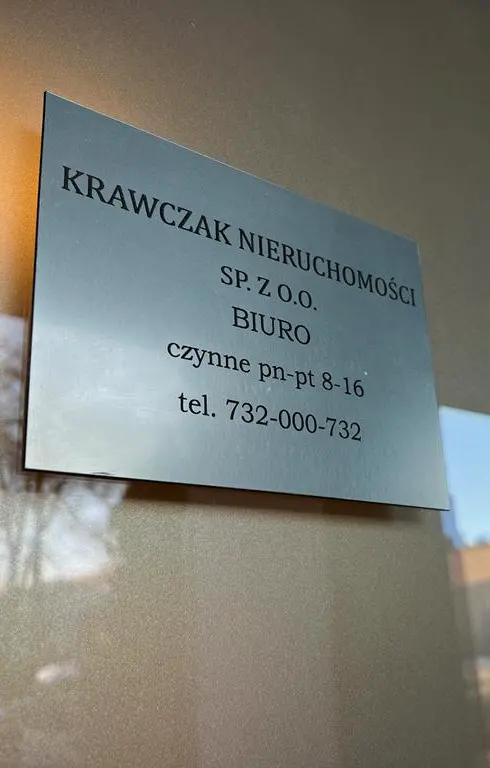 KRAWCZAK NIERUCHOMOŚCI
SP. Z O.O.
BIURO
czynne pn-pt 8-16
tel. 732-000-732